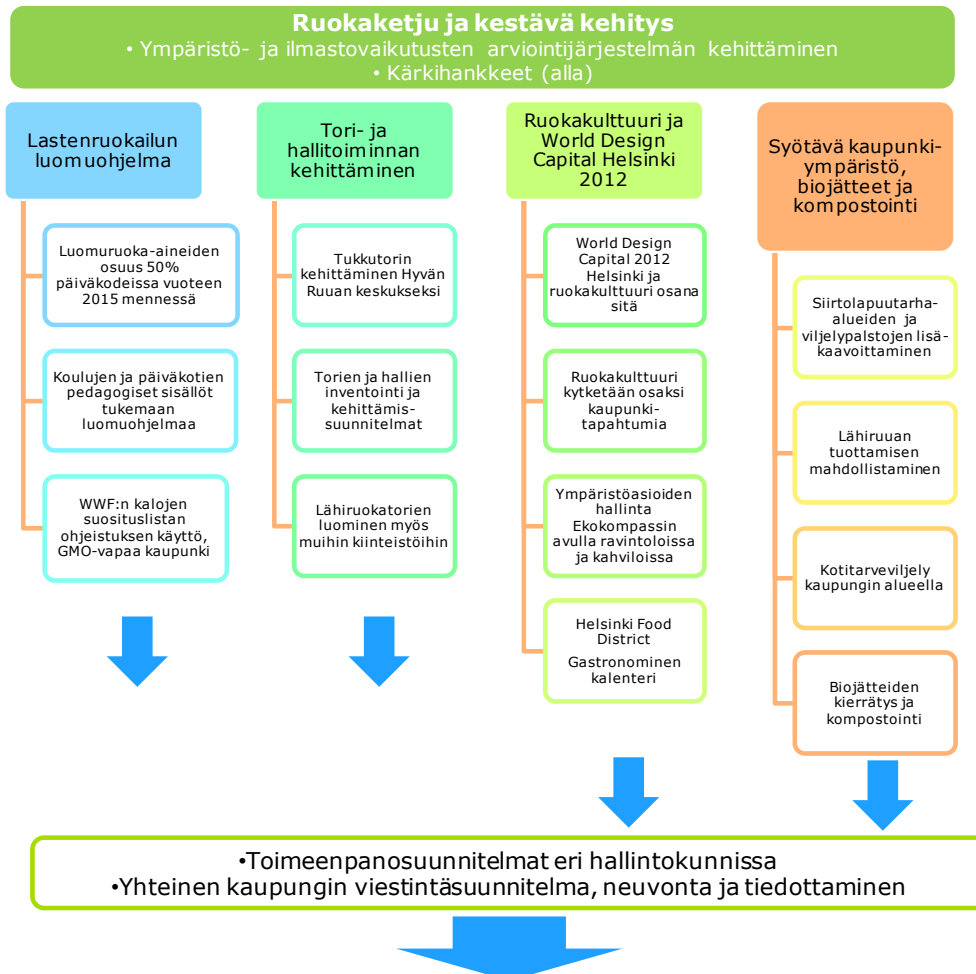 Ruokaketju ja kestävä kehitys
• Ympäristö- ja ilmastovaikutusten arviointijärjestelmän kehittäminen
• Kärkihankkeet (alla)
Lastenruokailun
luomuohjelma
Luomuruoka-aineiden
osuus 50%
päiväkodeissa vuoteen
2015 mennessä
Koulujen ja päiväkotien
pedagogiset sisällöt
tukemaan
luomuohjelmaa
WWF:n kalojen
suosituslistan
ohjeistuksen käyttö,
GMO-vapaa kaupunki
Tori- ja
hallitoiminnan
kehittäminen
Tukkutorin
kehittäminen Hyvän
Ruuan keskukseksi
Torien ja hallien
inventointi ja
kehittämis-
suunnitelmat
Lähiruokatorien
luominen myös
muihin kiinteistöihin
Ruokakulttuuri ja
World Design
Capital Helsinki
2012
World Design
Capital 2012
Helsinki ja
ruokakulttuuri osana
sitä
Ruokakulttuuri
kytketään osaksi
kaupunki-
tapahtumia
Ympäristöasioiden
hallinta
Ekokompassin
avulla ravintoloissa
ja kahviloissa
Helsinki Food
District
Gastronominen
kalenteri
Syötävä kaupunki-
ympäristö,
biojätteet ja
kompostointi
Siirtolapuutarha-
alueiden ja
viljelypalstojen lisä-
kaavoittaminen
Lähiruuan
tuottamisen
mahdollistaminen
Kotitarveviljely
kaupungin alueella
Biojätteiden
kierrätys ja
kompostointi
•Toimeenpanosuunnitelmat eri hallintokunnissa
•Yhteinen kaupungin viestintäsuunnitelma, neuvonta ja tiedottaminen